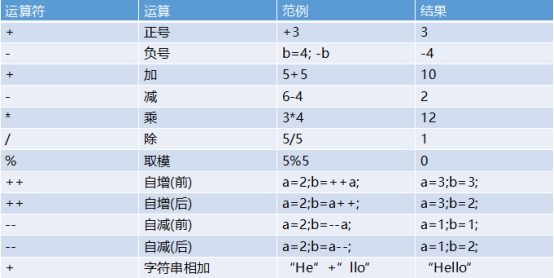 运算符 运算 范例 结果
+ 正号 +3 3
- 负号 b=4; -b -4
+ 加 5+5 10
- 减 6-4 2
* 乘 3*4 12
/ 除 5/5 1
% 取模 5%5 0
++ 自增(前) a=2;b=++a; a=3;b=3;
++ 自增(后) a=2;b=a++; a=3;b=2;
-- 自减(前) a=2;b=--a; a=1;b=1;
-- 自减(后) a=2;b=a--; a=1;b=2;
+ 字符串相加 “He”+”llo” “Hello”